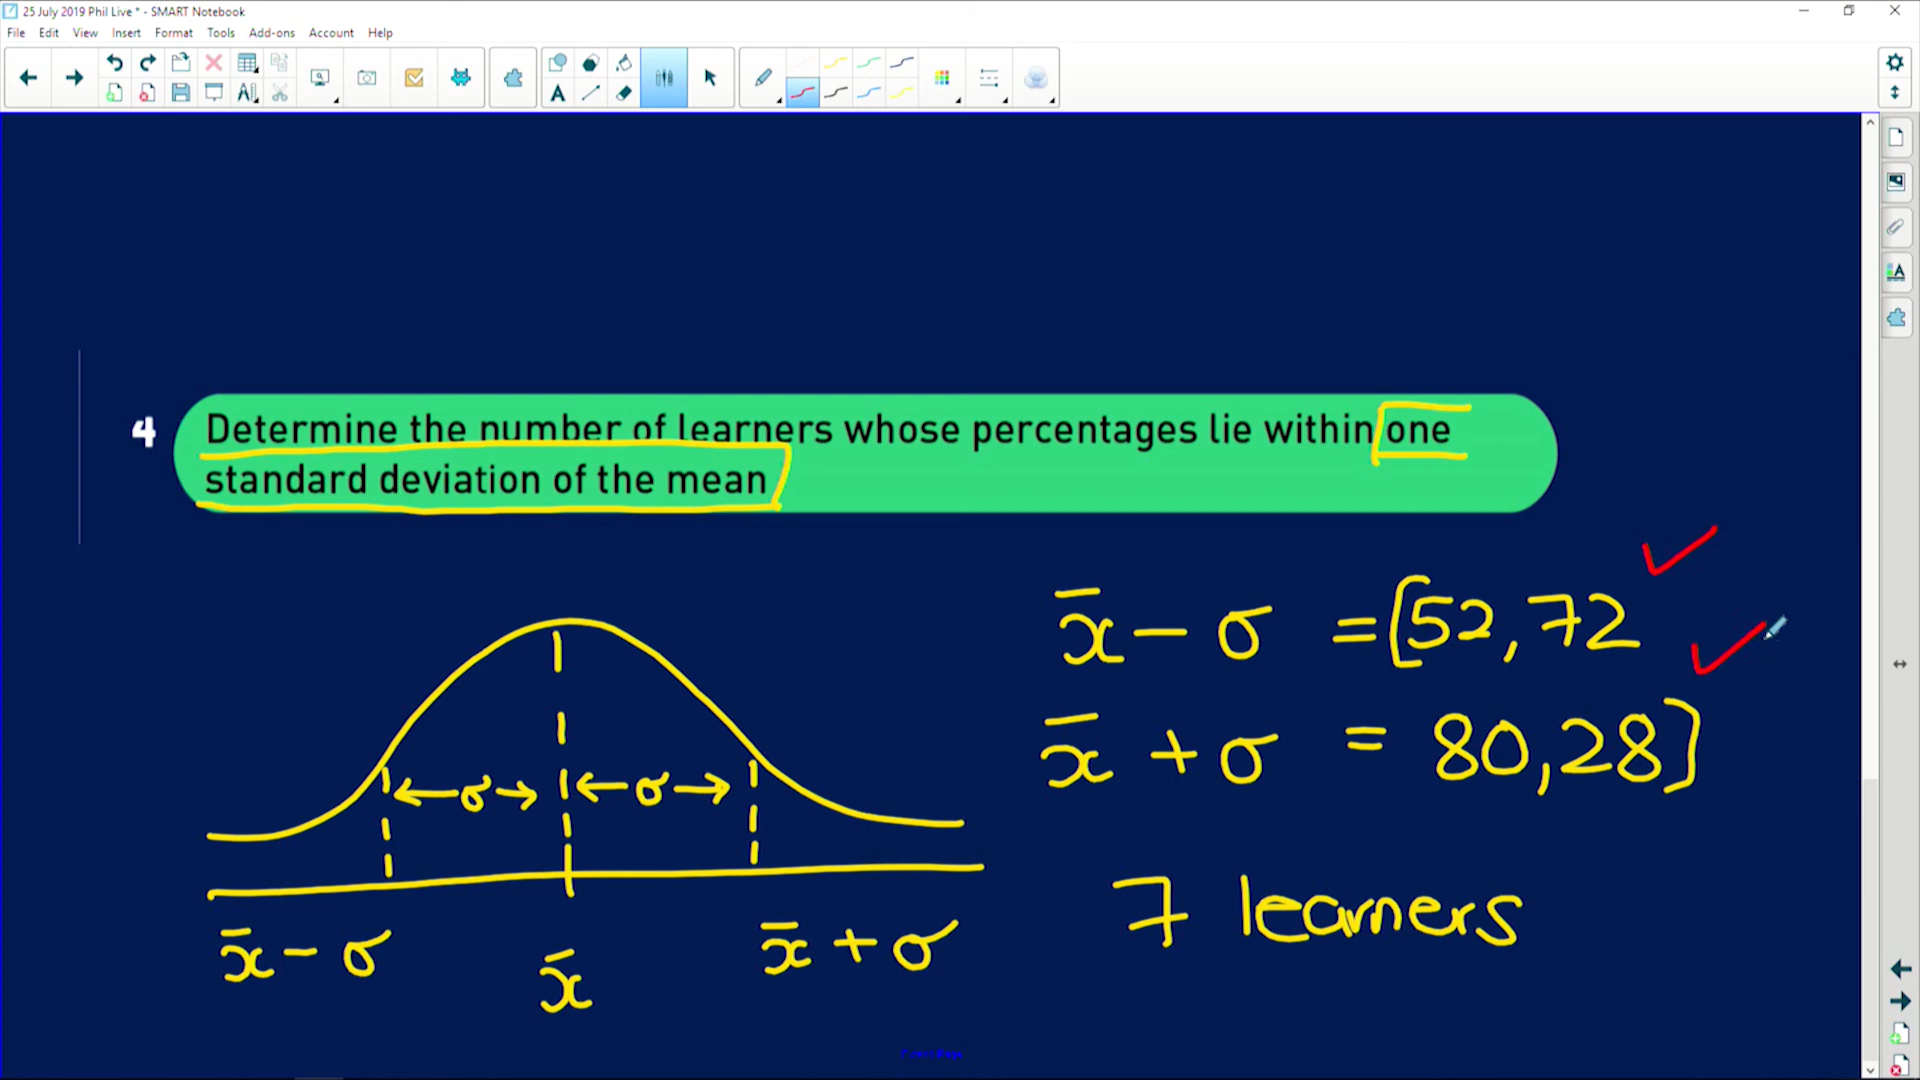 25 July 2019 Phil Live * - SMART Notebook
File Edit View Insert Format Tools Add-ons Account Help
4 Determine the number of learners whose percentages lie within one
standard deviation of the mean
x̄ - σ = [52,72
x̄ + σ = 80,28]
σ σ
x̄ - σ x̄ x̄ + σ
7 learners